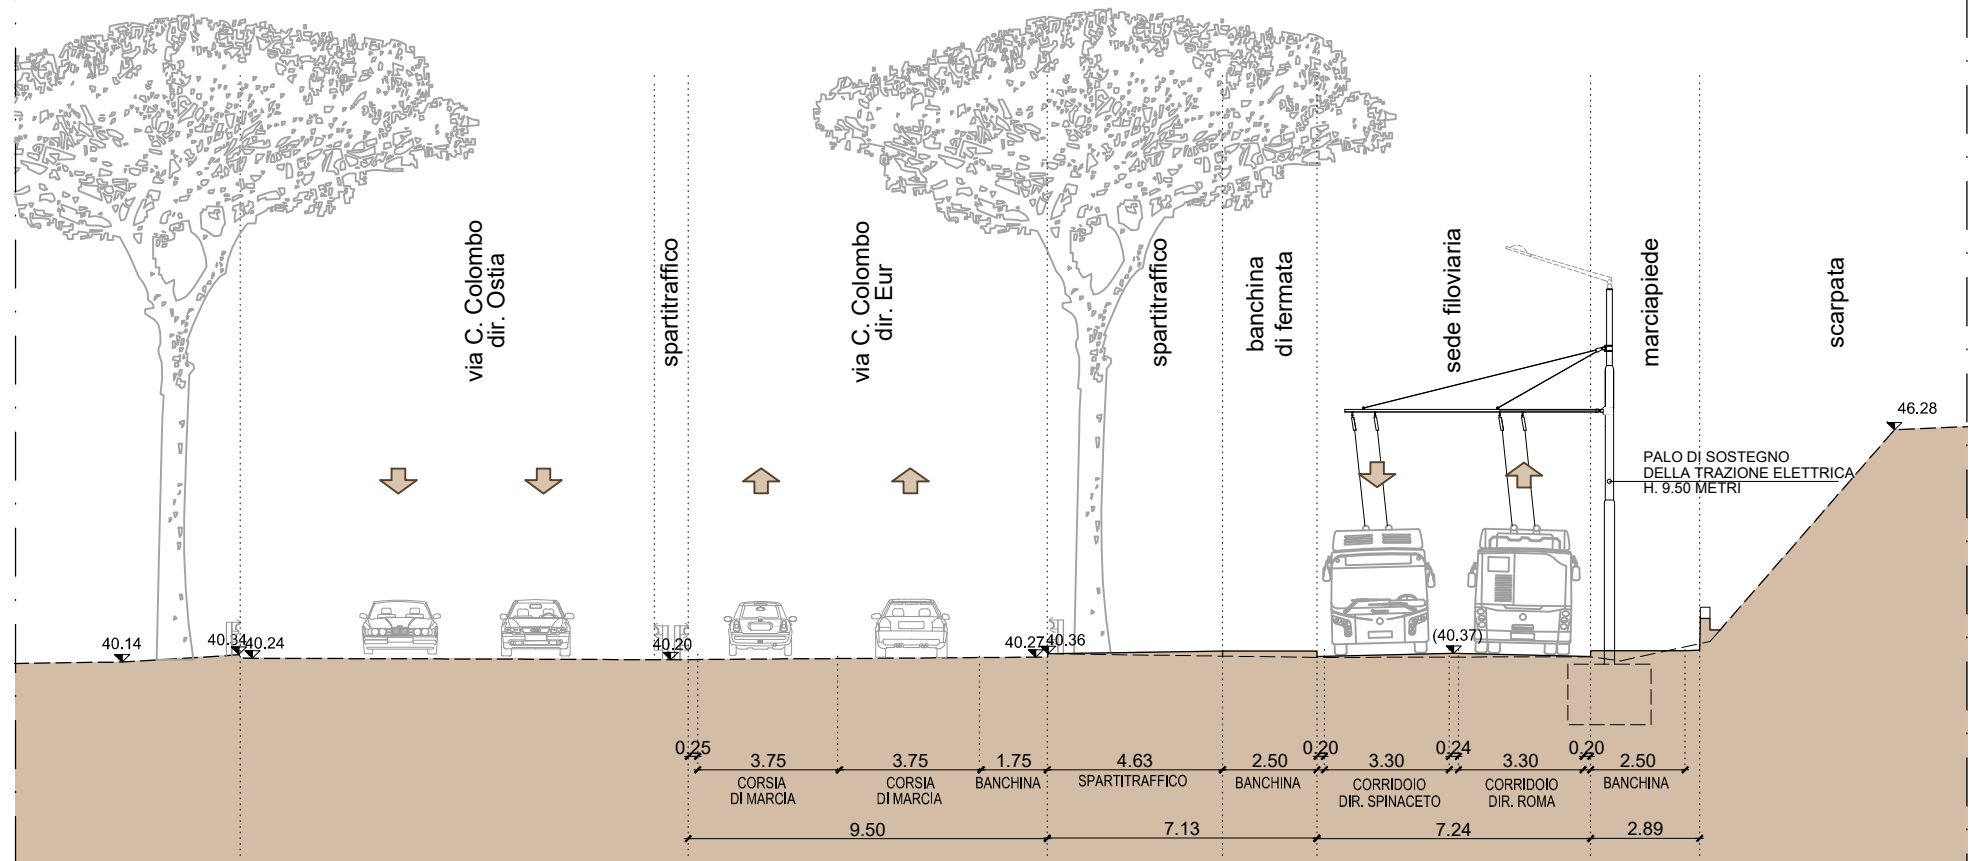 via C. Colombo
dir. Ostia
spartitraffico
via C. Colombo
dir. Eur
spartitraffico
banchina
di fermata
sede filoviaria
marciapiede
scarpata
46.28
PALO DI SOSTEGNO
DELLA TRAZIONE ELETTRICA
H. 9.50 METRI
40.14
40.34
40.24
40.20
40.27
40.36
(40.37)
0.25
3.75
3.75
1.75
4.63
2.50
0.20
3.30
0.24
3.30
0.20
2.50
CORSIA
DI MARCIA
CORSIA
DI MARCIA
BANCHINA
SPARTITRAFFICO
BANCHINA
CORRIDOIO
DIR. SPINACETO
CORRIDOIO
DIR. ROMA
BANCHINA
9.50
7.13
7.24
2.89